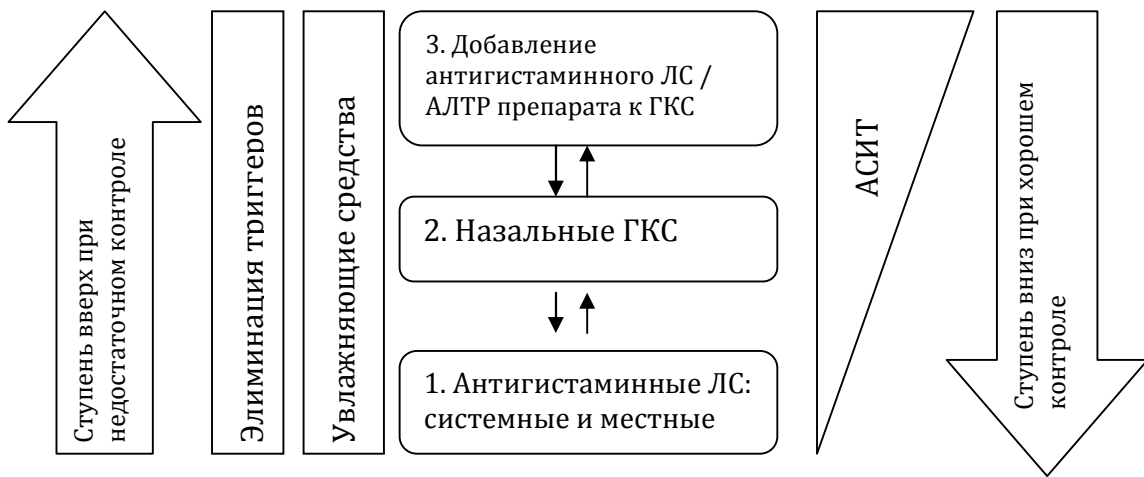 Ступень вверх при
недостаточном контроле
Элиминация триггеров
Увлажняющие средства
3. Добавление
антигистаминного ЛС /
АЛТР препарата к ГКС
2. Назальные ГКС
1. Антигистаминные ЛС:
системные и местные
АСИТ
Ступень вниз при хорошем
контроле